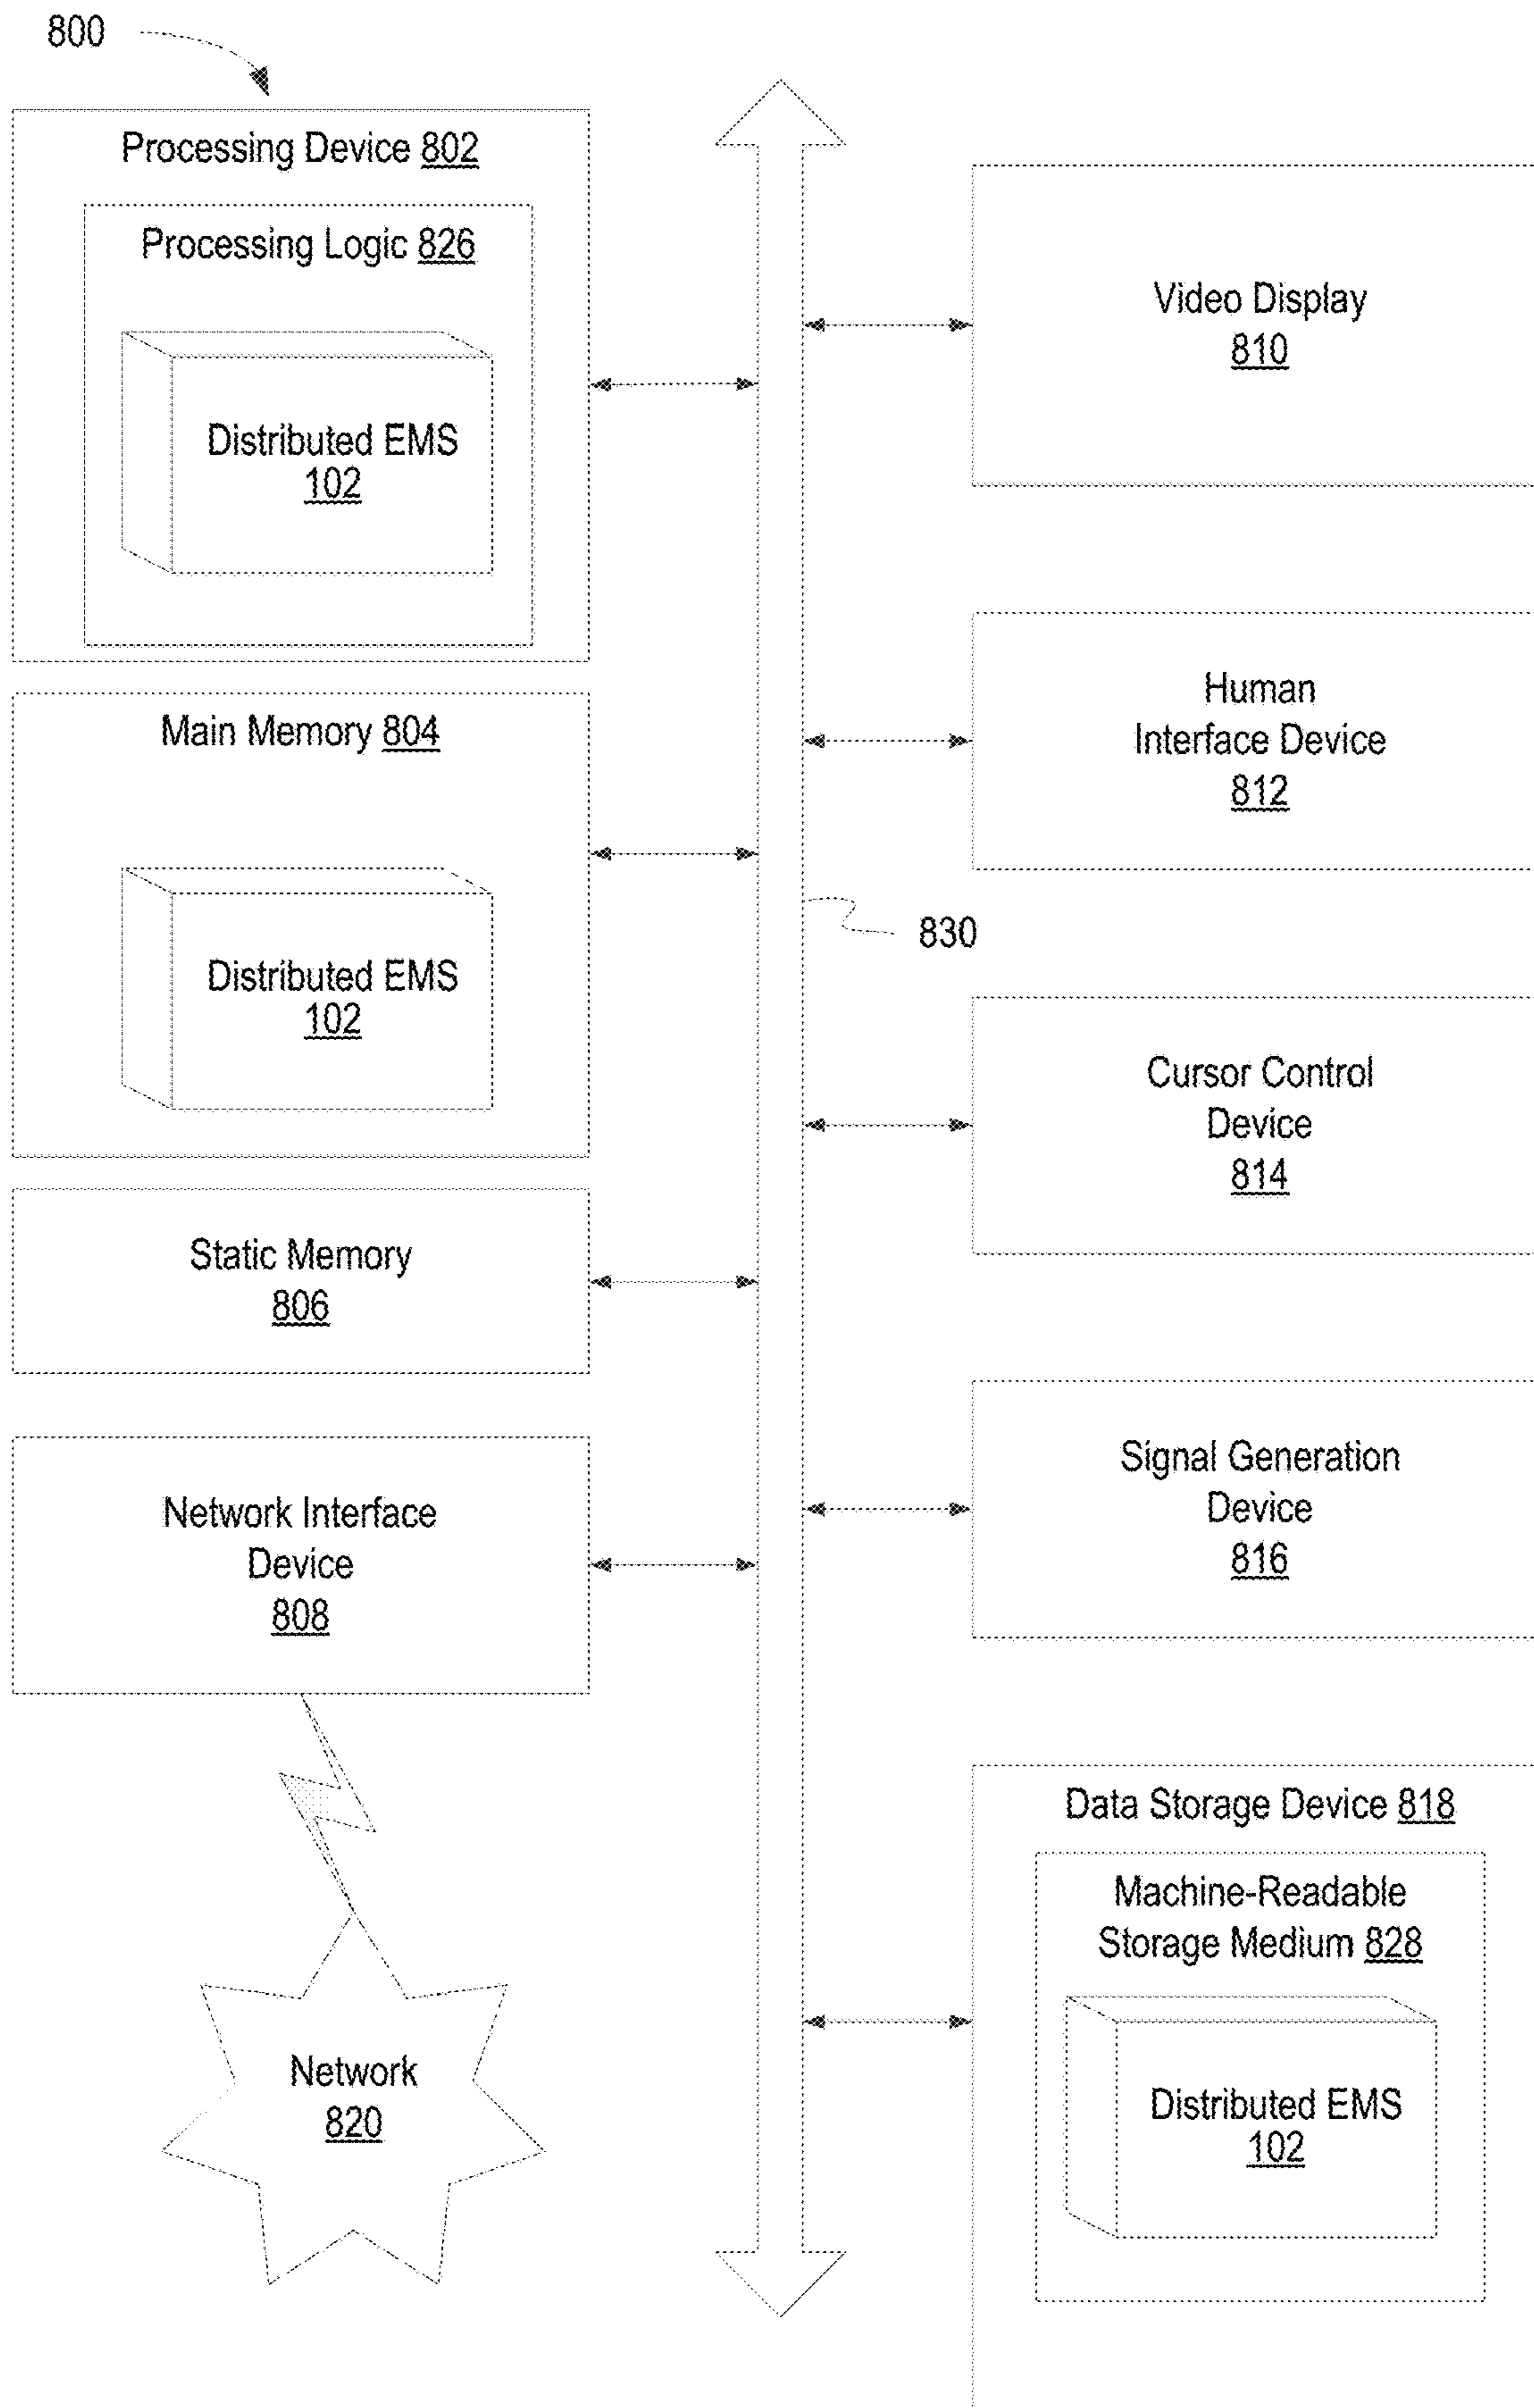 800
Processing Device 802
Processing Logic 826
Distributed EMS
102
Main Memory 804
Distributed EMS
102
Static Memory
806
Network Interface
Device
808
Network
820
Video Display
810
Human
Interface Device
812
830
Cursor Control
Device
814
Signal Generation
Device
816
Data Storage Device 818
Machine-Readable
Storage Medium 828
Distributed EMS
102